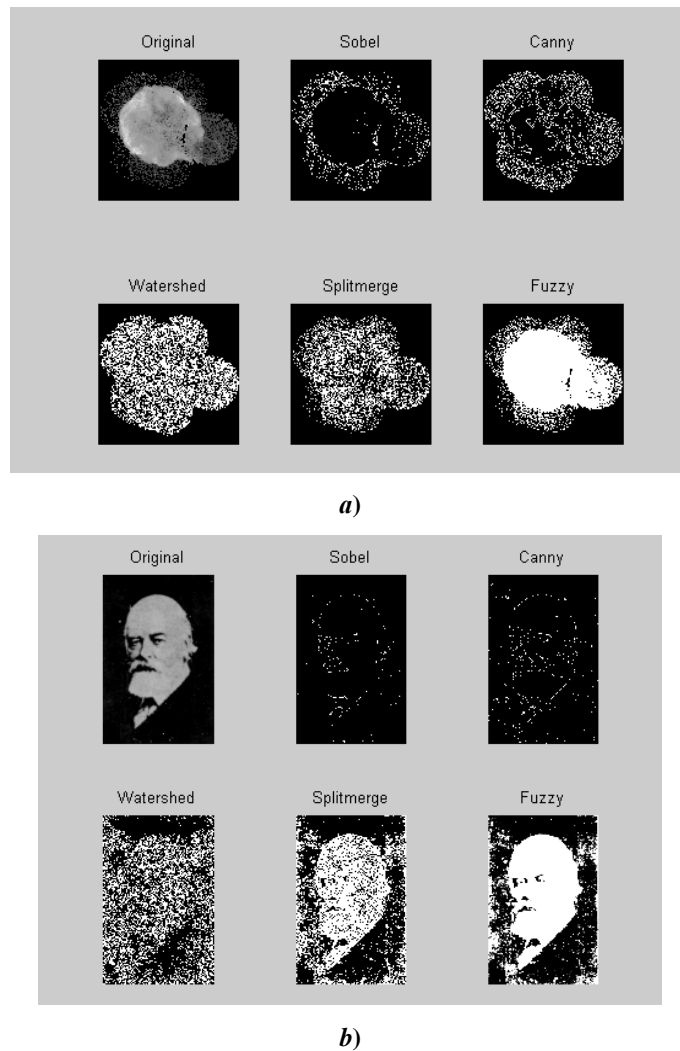 Original Sobel Canny
Watershed Splitmerge Fuzzy
a)
Original Sobel Canny
Watershed Splitmerge Fuzzy
b)